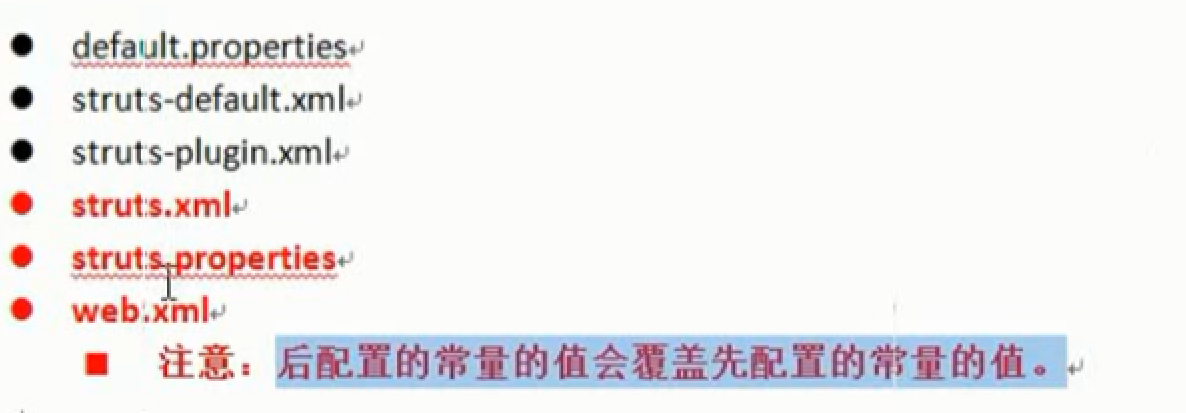 default.properties
struts-default.xml
struts-plugin.xml
struts.xml
struts.properties
web.xml
注意：后配置的常量的值会覆盖先配置的常量的值。